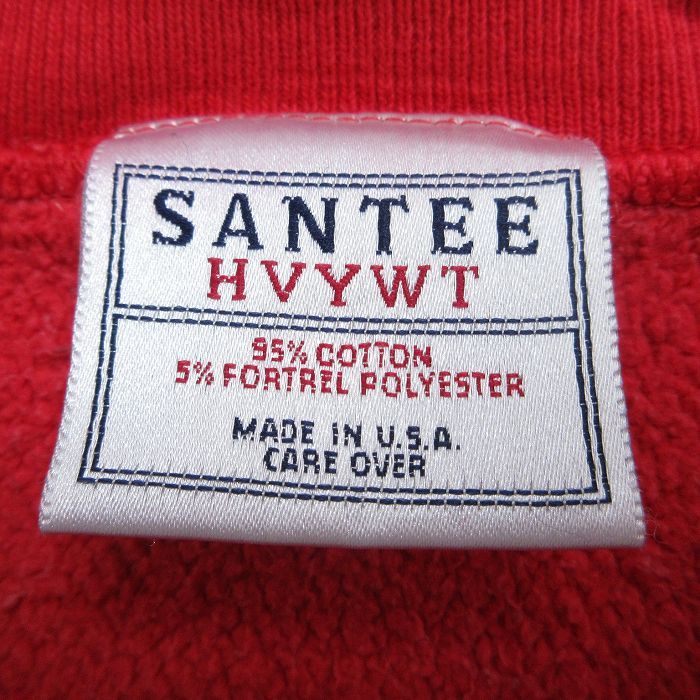 SANTEE
HVYWT
95% COTTON
5% FORTREL POLYESTER
MADE IN U.S.A.
CARE OVER